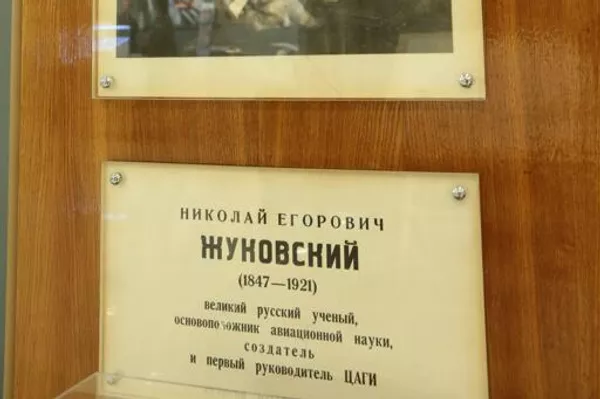 НИКОЛАЙ ЕГОРОВИЧ
ЖУКОВСКИЙ
(1847—1921)
великий русский ученый,
основоположник авиационной науки,
создатель
и первый руководитель ЦАГИ